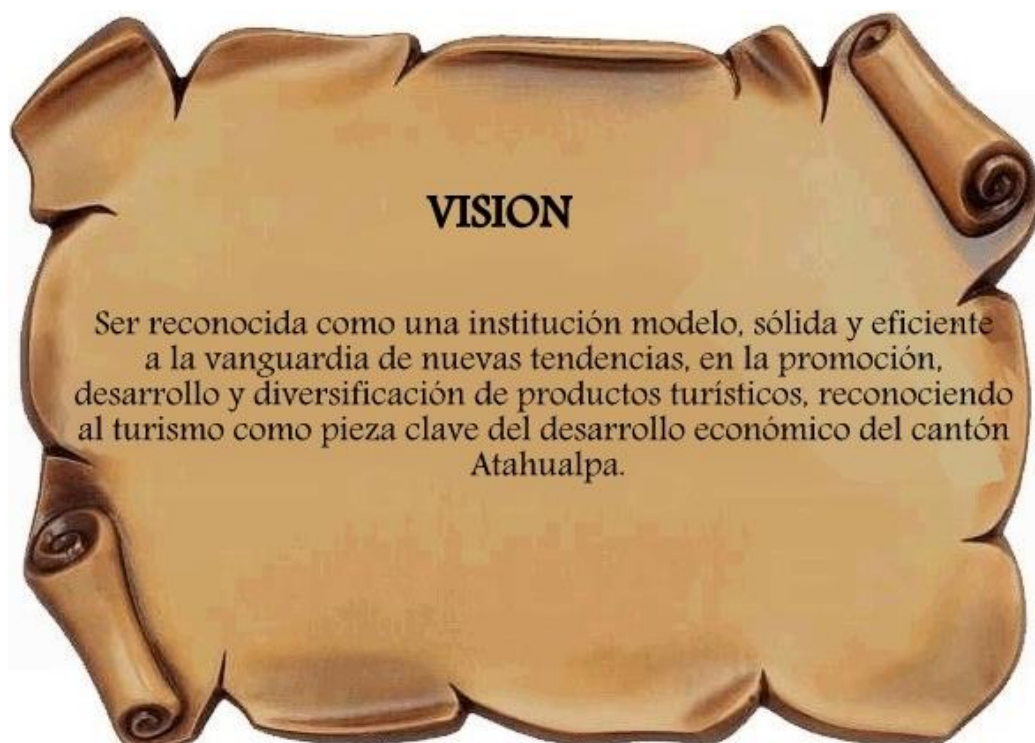 VISION
Ser reconocida como una institución modelo, sólida y eficiente
a la vanguardia de nuevas tendencias, en la promoción,
desarrollo y diversificación de productos turísticos, reconociendo
al turismo como pieza clave del desarrollo económico del cantón
Atahualpa.